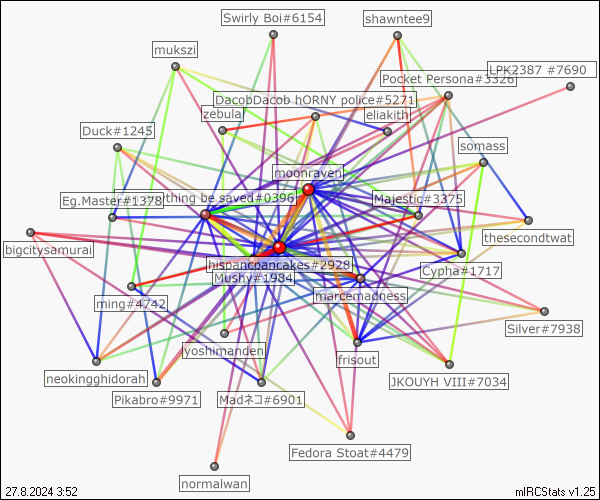 Swirly Boi#6154
shawntee9
mukszi
LPK2387 #7690
Pocket Persona#3326
DacobDacob hORNY police#5271
zebula
eliakith
Duck#1245
somass
moonraven
Eg.Master#1378
thing be saved#0396
Majestic#3375
thesecondtwat
bigcitysamurai
hispancpancakes#2928
Cypha#1717
Mushy#1984
marcemadness
ming#4742
Silver#7938
yoshimanden
frisout
neokingghidorah
JKOUYH VIII#7034
Pikabro#9971
Madネコ#6901
Fedora Stoat#4479
normalwan
27.8.2024 3:52
mIRCStats v1.25